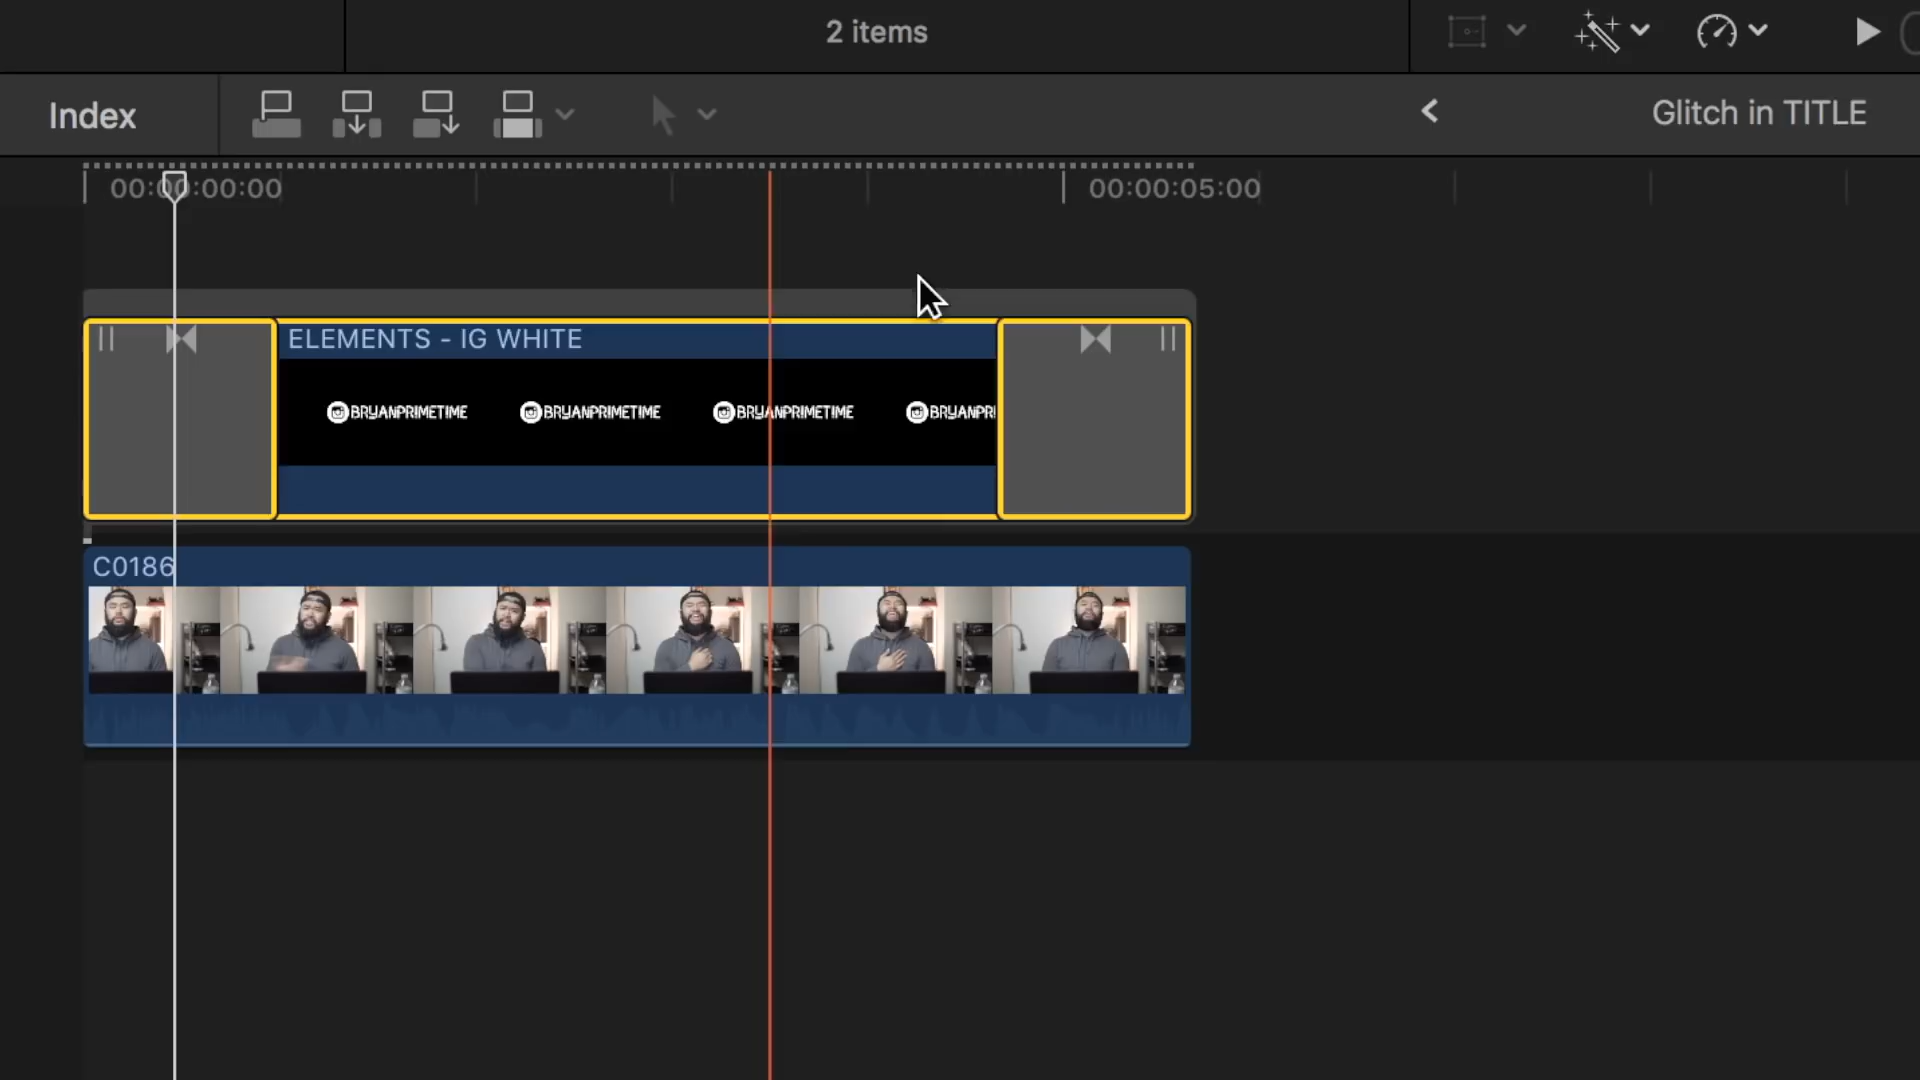 2 items
Index
Glitch in TITLE
00:00:00:00
00:00:05:00
ELEMENTS - IG WHITE
BRYANPRIMETIME BRYANPRIMETIME BRYANPRIMETIME BRYANPRI
C0186